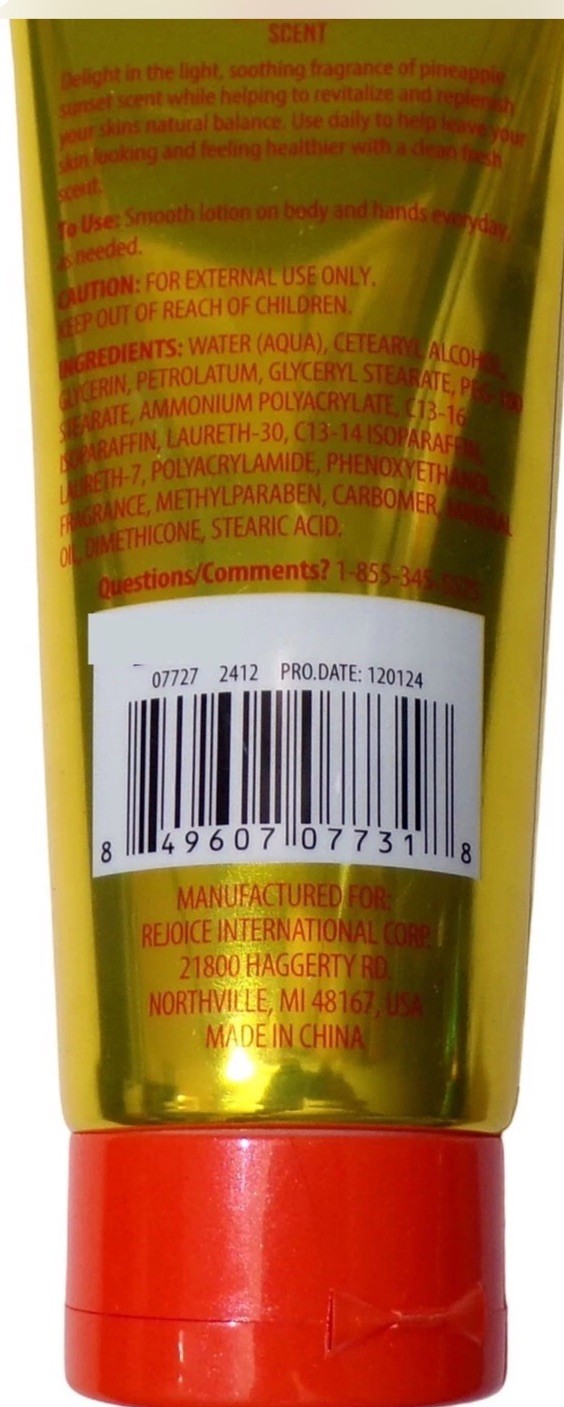 SCENT
Delight in the light, soothing fragrance of pineapple
sunset scent while helping to revitalize and replenish
your skins natural balance. Use daily to help leave your
skin looking and feeling healthier with a clean fresh
scent.
To Use: Smooth lotion on body and hands everyday,
as needed.
CAUTION: FOR EXTERNAL USE ONLY.
KEEP OUT OF REACH OF CHILDREN.
INGREDIENTS: WATER (AQUA), CETEARYL ALCOHOL,
GLYCERIN, PETROLATUM, GLYCERYL STEARATE, PEG-100
STEARATE, AMMONIUM POLYACRYLATE, C13-16
ISOPARAFFIN, LAURETH-30, C13-14 ISOPARAFFIN,
LAURETH-7, POLYACRYLAMIDE, PHENOXYETHANOL,
FRAGRANCE, METHYLPARABEN, CARBOMER, MINERAL
OIL, DIMETHICONE, STEARIC ACID.
Questions/Comments? 1-855-345-
07727 2412 PRO.DATE: 120124
8 49607 07731 8
MANUFACTURED FOR:
REJOICE INTERNATIONAL CORP.
21800 HAGGERTY RD.
NORTHVILLE, MI 48167, USA
MADE IN CHINA